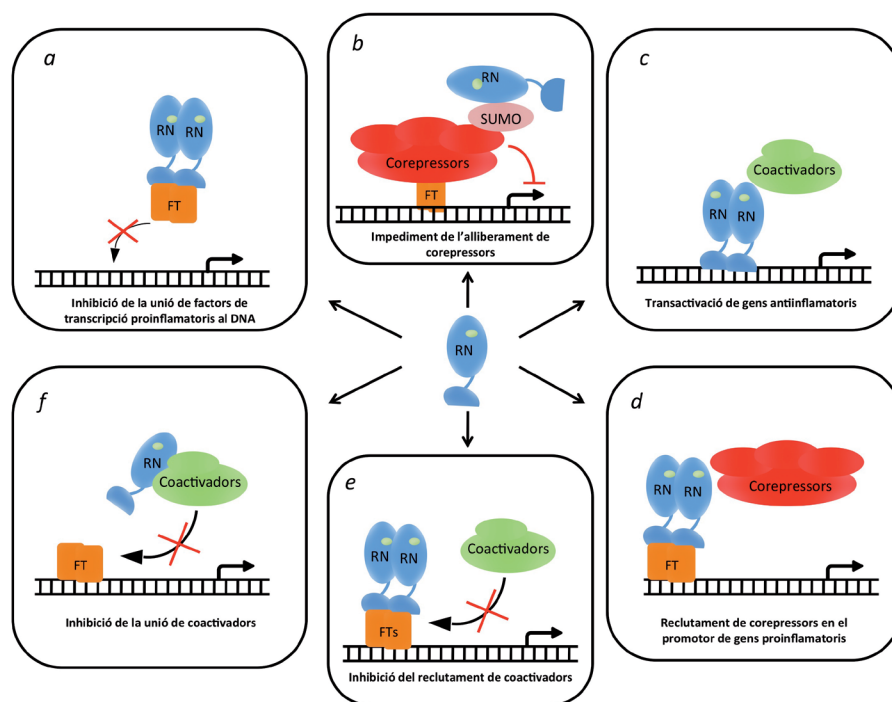 a
RN RN
FT
Inhibició de la unió de factors de
transcripció proinflamatoris al DNA
b
RN
SUMO
Corepressors
FT
Impediment de l'alliberament de
corepressors
c
Coactivadors
RN RN
Transactivació de gens antiinflamatoris
RN
f
RN
Coactivadors
FT
Inhibició de la unió de coactivadors
e
RN RN
Coactivadors
FTs
Inhibició del reclutament de coactivadors
d
RN RN
Corepressors
FT
Reclutament de corepressors en el
promotor de gens proinflamatoris